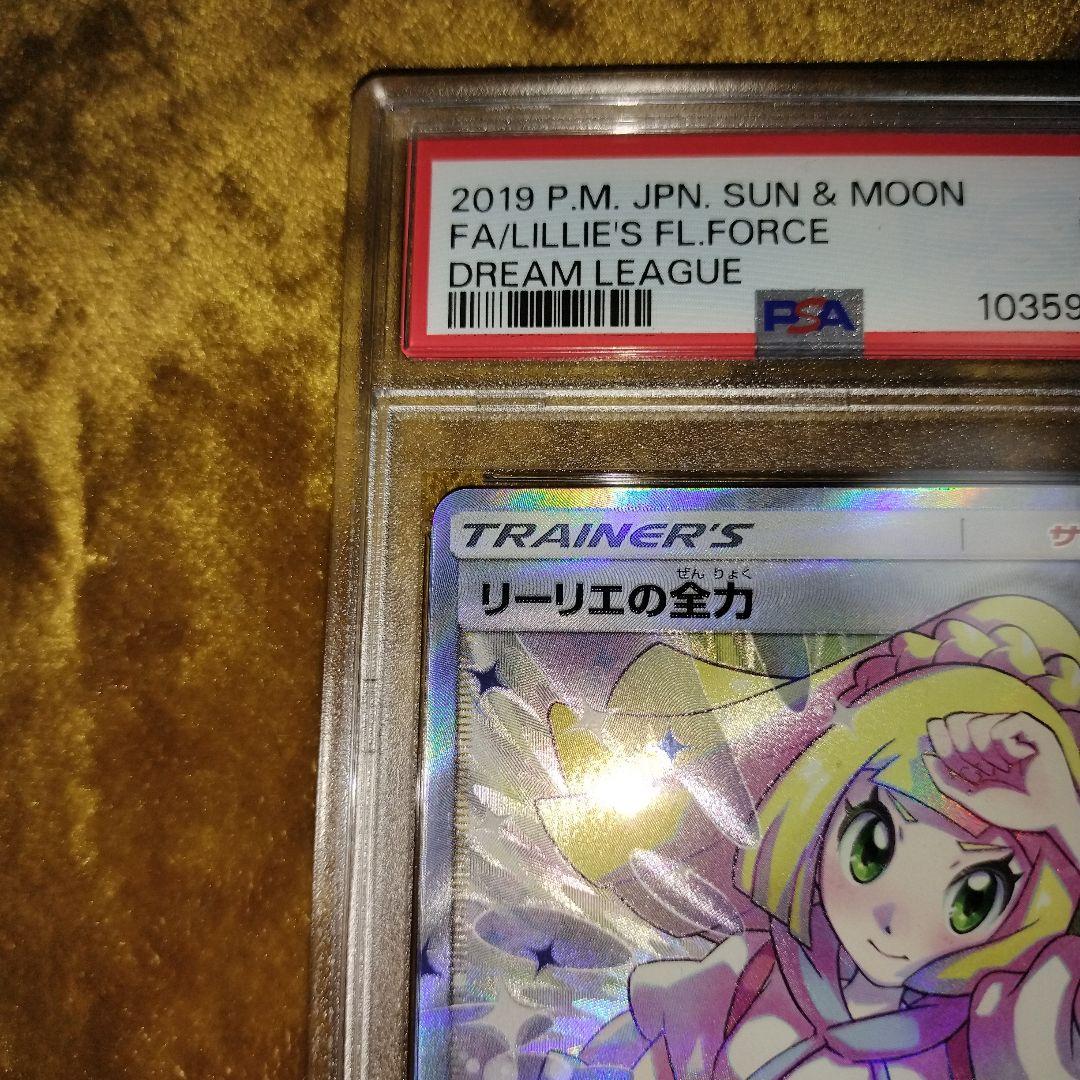 2019 P.M. JPN. SUN & MOON
FA/LILLIE'S FL.FORCE
DREAM LEAGUE
PSA
10359
TRAINER'S
サ
ぜん りょく
リーリエの全力